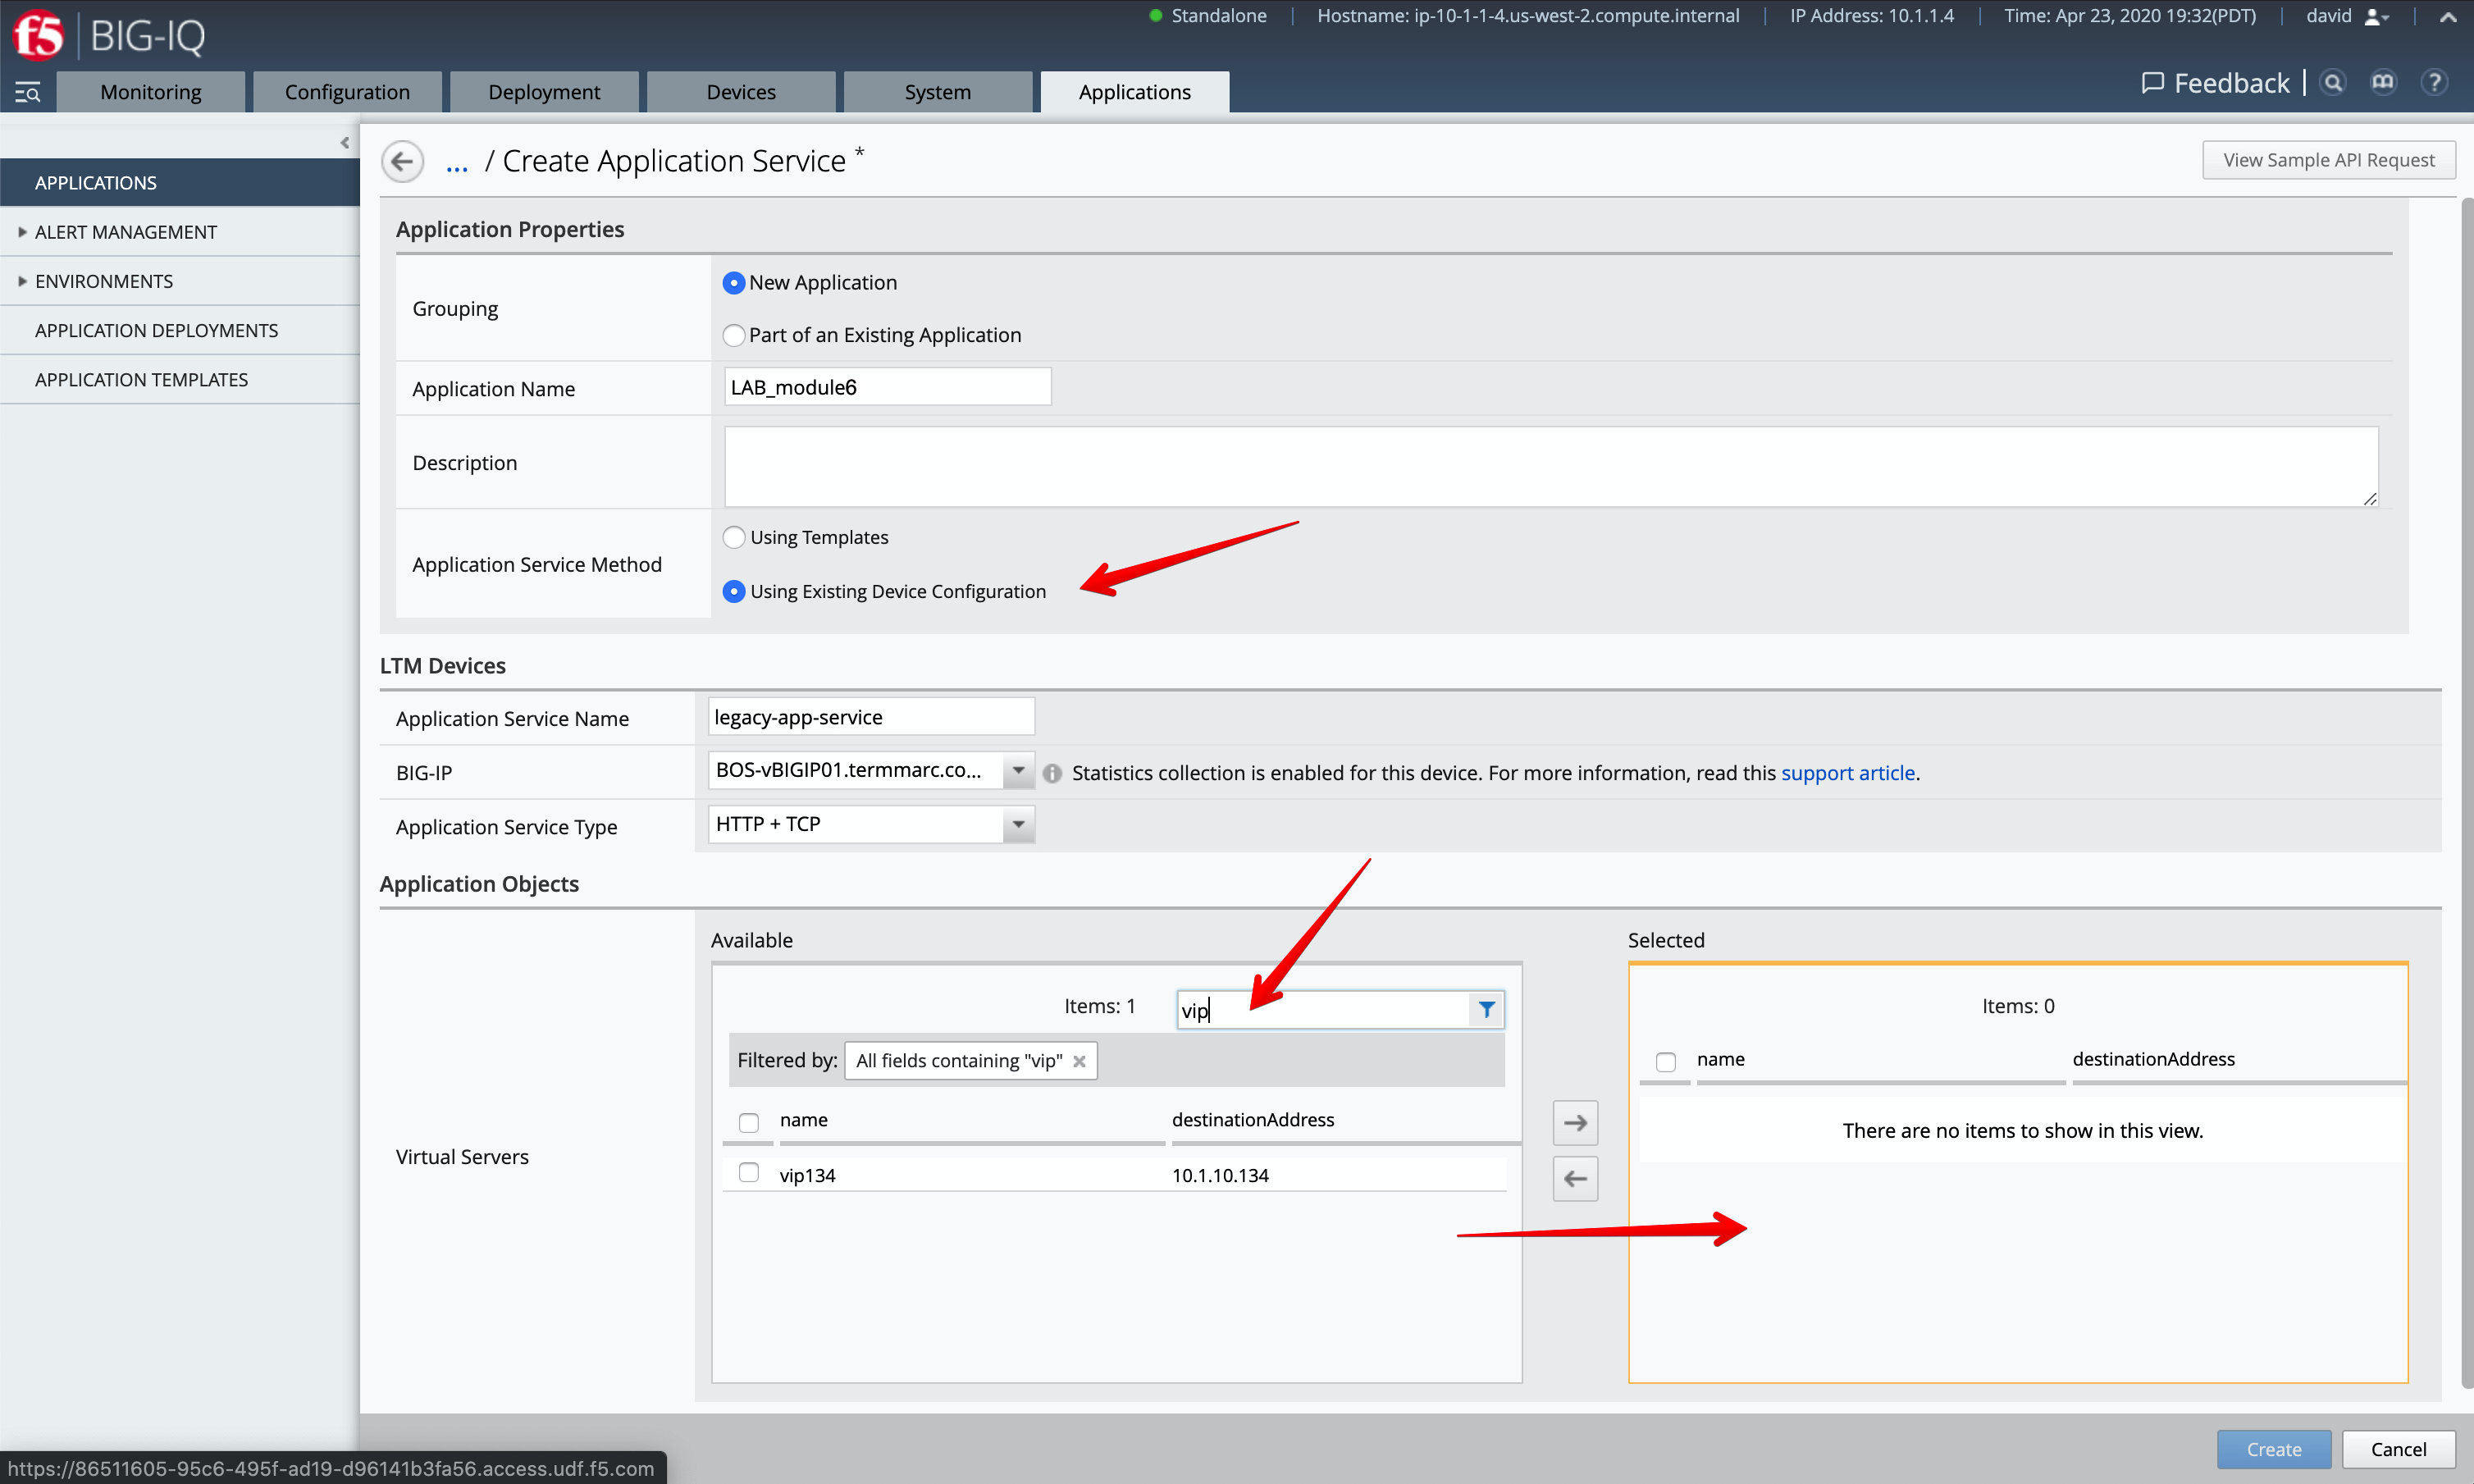 f5 BIG-IQ
Standalone
Hostname: ip-10-1-1-4.us-west-2.compute.internal
IP Address: 10.1.1.4
Time: Apr 23, 2020 19:32(PDT)
david
Monitoring
Configuration
Deployment
Devices
System
Applications
Feedback
?
APPLICATIONS
ALERT MANAGEMENT
ENVIRONMENTS
APPLICATION DEPLOYMENTS
APPLICATION TEMPLATES
... / Create Application Service *
View Sample API Request
Application Properties
Grouping
New Application
Part of an Existing Application
Application Name
LAB_module6
Description
Application Service Method
Using Templates
Using Existing Device Configuration
LTM Devices
Application Service Name
legacy-app-service
BIG-IP
BOS-vBIGIP01.termmarc.co...
Statistics collection is enabled for this device. For more information, read this support article.
Application Service Type
HTTP + TCP
Application Objects
Virtual Servers
Available
Items: 1
vip
Filtered by:
All fields containing "vip"
name
destinationAddress
vip134
10.1.10.134
Selected
Items: 0
name
destinationAddress
There are no items to show in this view.
Create
Cancel
https://86511605-95c6-495f-ad19-d96141b3fa56.access.udf.f5.com